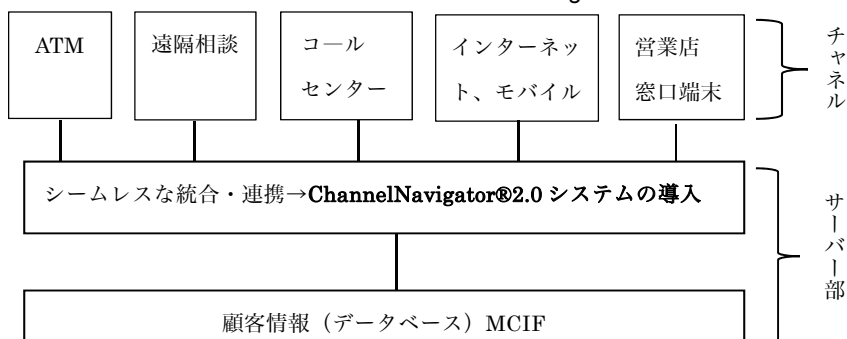 ATM
遠隔相談
コール
センター
インターネッ
ト、モバイル
営業店
窓口端末
チャネル
シームレスな統合・連携→ChannelNavigator®2.0 システムの導入
サーバー部
顧客情報（データベース）MCIF